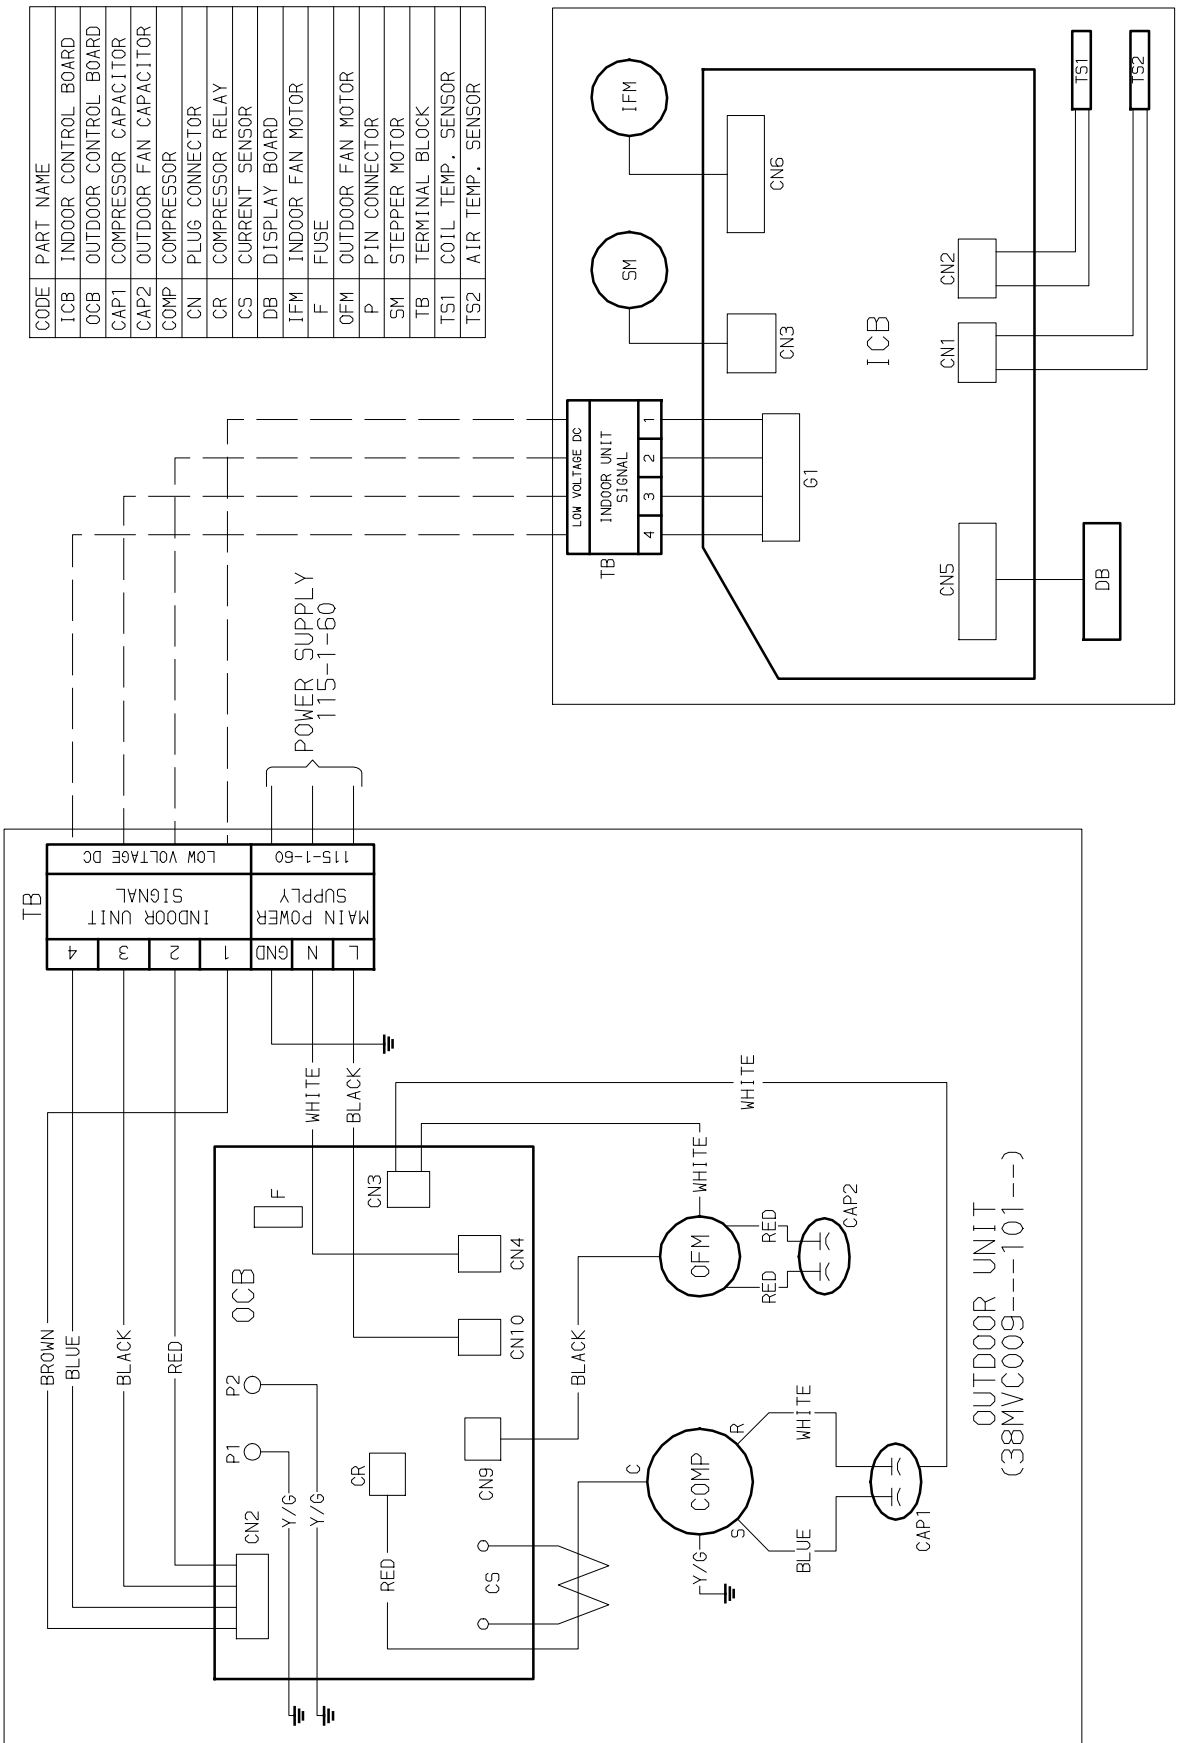 CODE PART NAME
ICB INDOOR CONTROL BOARD
OCB OUTDOOR CONTROL BOARD
CAP1 COMPRESSOR CAPACITOR
CAP2 OUTDOOR FAN CAPACITOR
COMP COMPRESSOR
CN PLUG CONNECTOR
CR COMPRESSOR RELAY
CS CURRENT SENSOR
DB DISPLAY BOARD
IFM INDOOR FAN MOTOR
F FUSE
OFM OUTDOOR FAN MOTOR
P PIN CONNECTOR
SM STEPPER MOTOR
TB TERMINAL BLOCK
TS1 COIL TEMP. SENSOR
TS2 AIR TEMP. SENSOR
IFM
SM
CN6
CN3
TS1
TS2
CN2
CN1
ICB
LOW VOLTAGE DC
INDOOR UNIT
SIGNAL
4 3 2 1
TB
G1
CN5
DB
POWER SUPPLY
115-1-60
TB
LOW VOLTAGE DC
115-1-60
INDOOR UNIT
SIGNAL
MAIN POWER
SUPPLY
4
3
2
1
GND
N
L
BROWN
BLUE
BLACK
RED
WHITE
BLACK
WHITE
OCB
F
CN3
CN4
CN10
P2
P1
Y/G
Y/G
CN2
CR
CN9
RED
CS
BLACK
WHITE
OFM
RED
RED
CAP2
C
COMP
R
S
Y/G
WHITE
BLUE
CAP1
OUTDOOR UNIT
(38MVC009---101--)